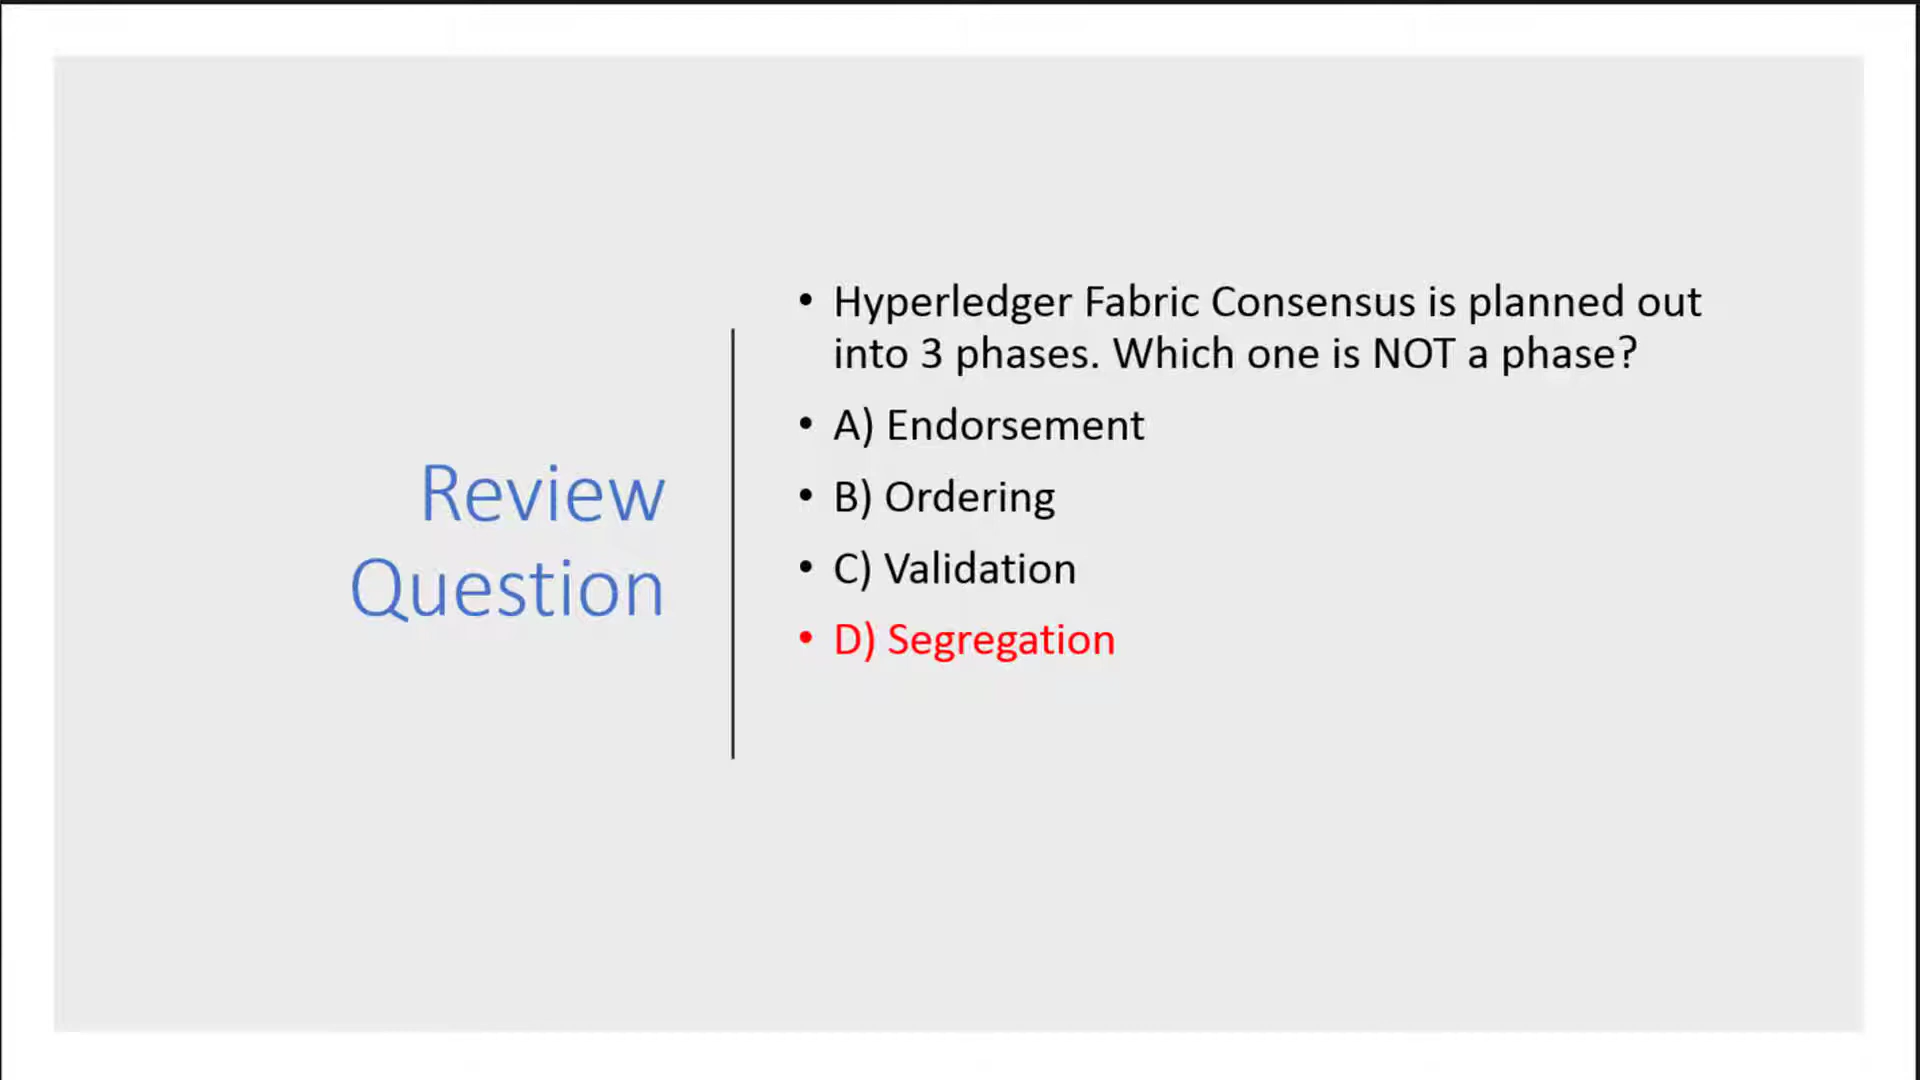 Review
Question
• Hyperledger Fabric Consensus is planned out
into 3 phases. Which one is NOT a phase?
• A) Endorsement
• B) Ordering
• C) Validation
• D) Segregation